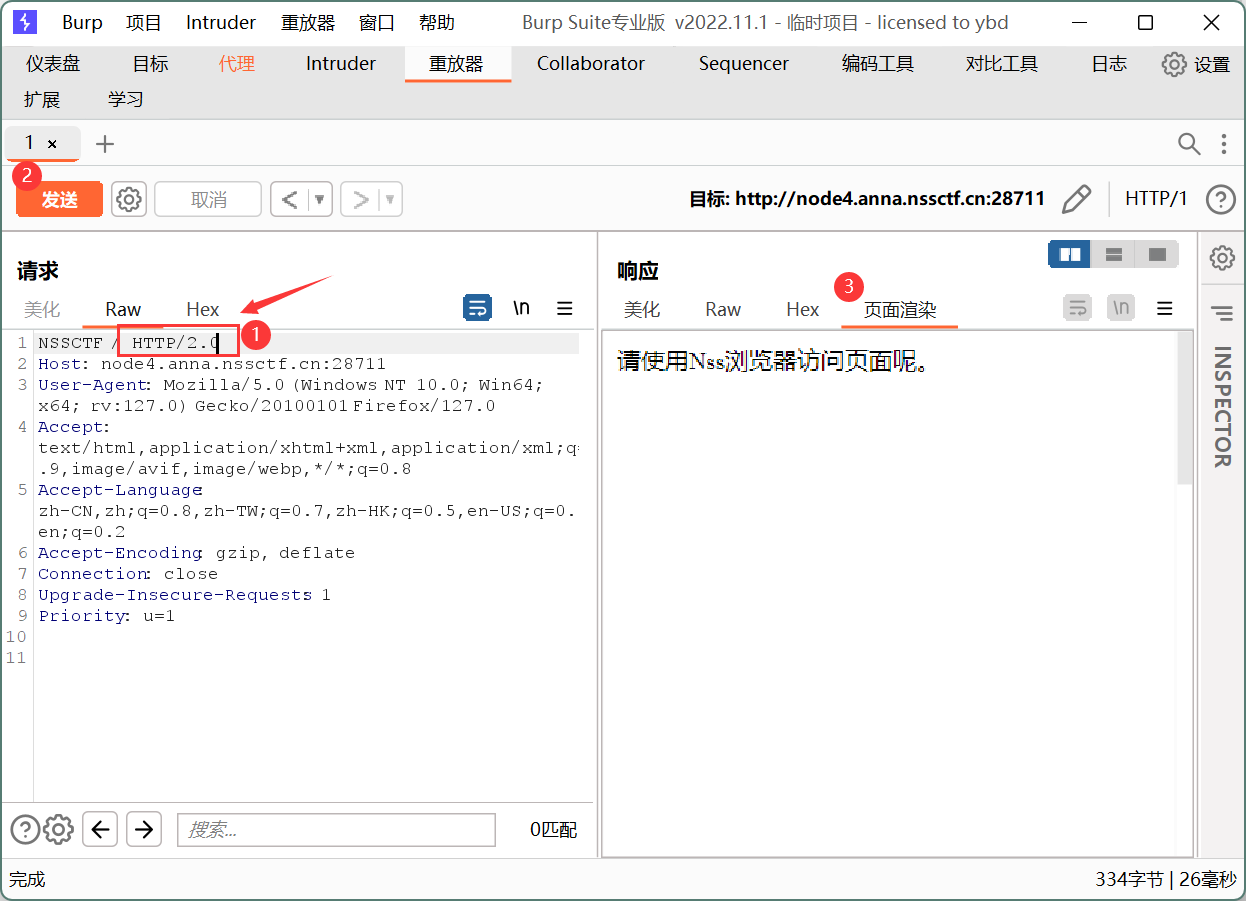 Burp 项目 Intruder 重放器 窗口 帮助 Burp Suite专业版 v2022.11.1 - 临时项目 - licensed to ybd
仪表盘 目标 代理 Intruder 重放器 Collaborator Sequencer 编码工具 对比工具 日志 设置
扩展 学习
1 ×
2
发送 取消 < > 目标: http://node4.anna.nssctf.cn:28711 HTTP/1 ?
请求
美化 Raw Hex \n
1
1 NSSCTF / HTTP/2.0
2 Host: node4.anna.nssctf.cn:28711
3 User-Agent: Mozilla/5.0 (Windows NT 10.0; Win64;
x64; rv:127.0) Gecko/20100101 Firefox/127.0
4 Accept:
text/html,application/xhtml+xml,application/xml;q=
.9,image/avif,image/webp,*/*;q=0.8
5 Accept-Language:
zh-CN,zh;q=0.8,zh-TW;q=0.7,zh-HK;q=0.5,en-US;q=0.
en;q=0.2
6 Accept-Encoding: gzip, deflate
7 Connection: close
8 Upgrade-Insecure-Requests: 1
9 Priority: u=1
10
11
响应
3
美化 Raw Hex 页面渲染 \n
请使用Nss浏览器访问页面呢。
INSPECTOR
? 搜索... 0匹配
完成 334字节 | 26毫秒